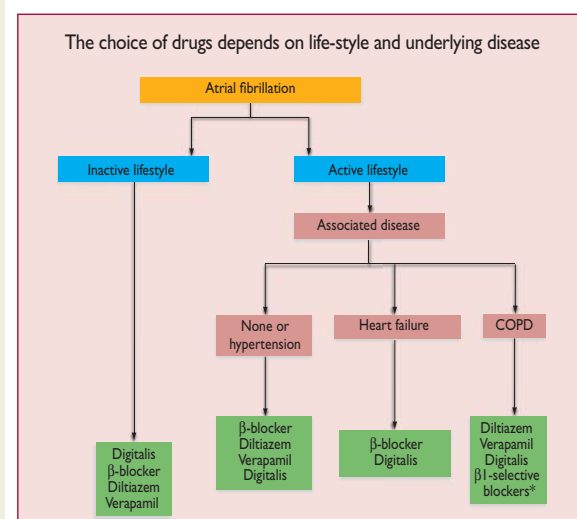 The choice of drugs depends on life-style and underlying disease
Atrial fibrillation
Inactive lifestyle
Active lifestyle
Associated disease
None or
hypertension
Heart failure
COPD
Digitalis
β-blocker
Diltiazem
Verapamil
β-blocker
Diltiazem
Verapamil
Digitalis
β-blocker
Digitalis
Diltiazem
Verapamil
Digitalis
β1-selective
blockers*